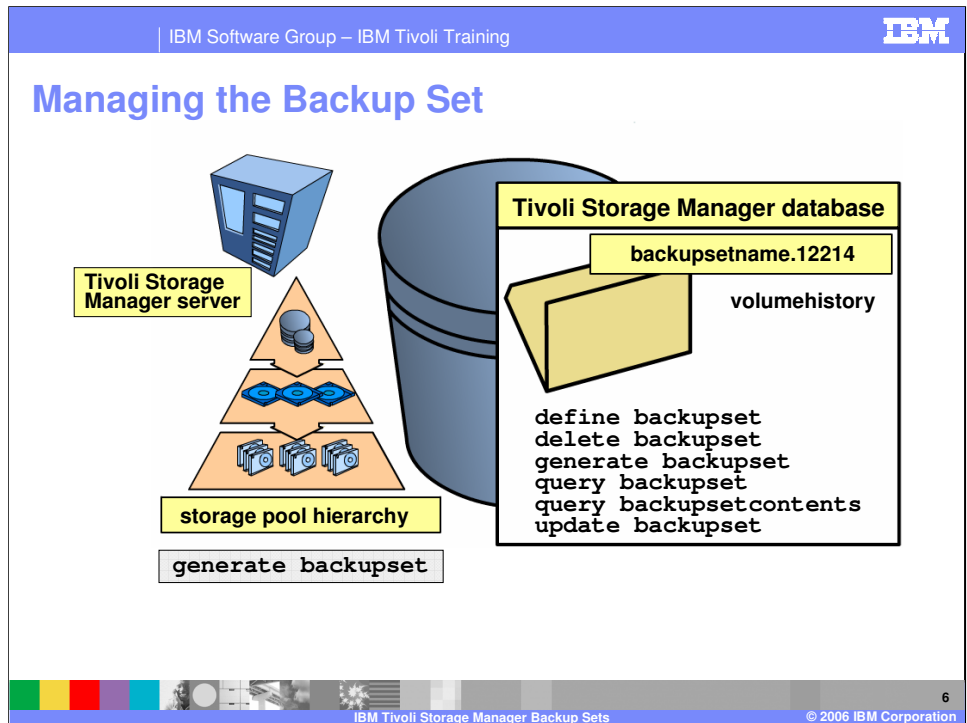 IBM Software Group – IBM Tivoli Training
IBM
Managing the Backup Set
Tivoli Storage Manager database
backupsetname.12214
volumehistory
Tivoli Storage
Manager server
define backupset
delete backupset
generate backupset
query backupset
query backupsetcontents
update backupset
storage pool hierarchy
generate backupset
6
IBM Tivoli Storage Manager Backup Sets
© 2006 IBM Corporation